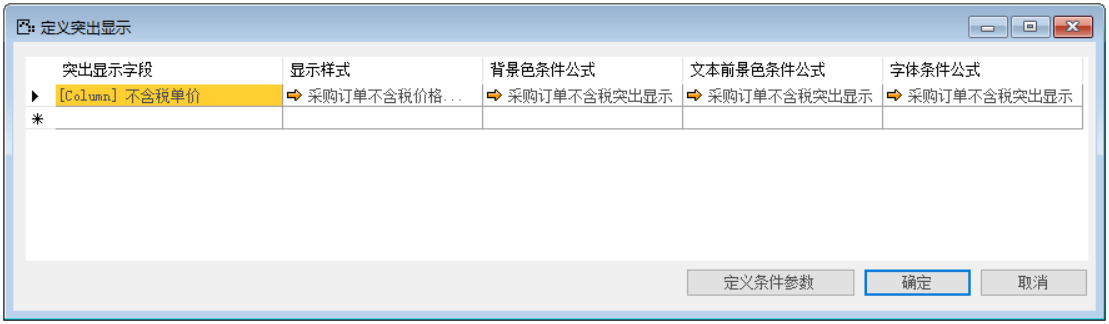 定义突出显示
突出显示字段 显示样式 背景色条件公式 文本前景色条件公式 字体条件公式
[Column] 不含税单价 采购订单不含税价格... 采购订单不含税突出显示 采购订单不含税突出显示 采购订单不含税突出显示
定义条件参数 确定 取消